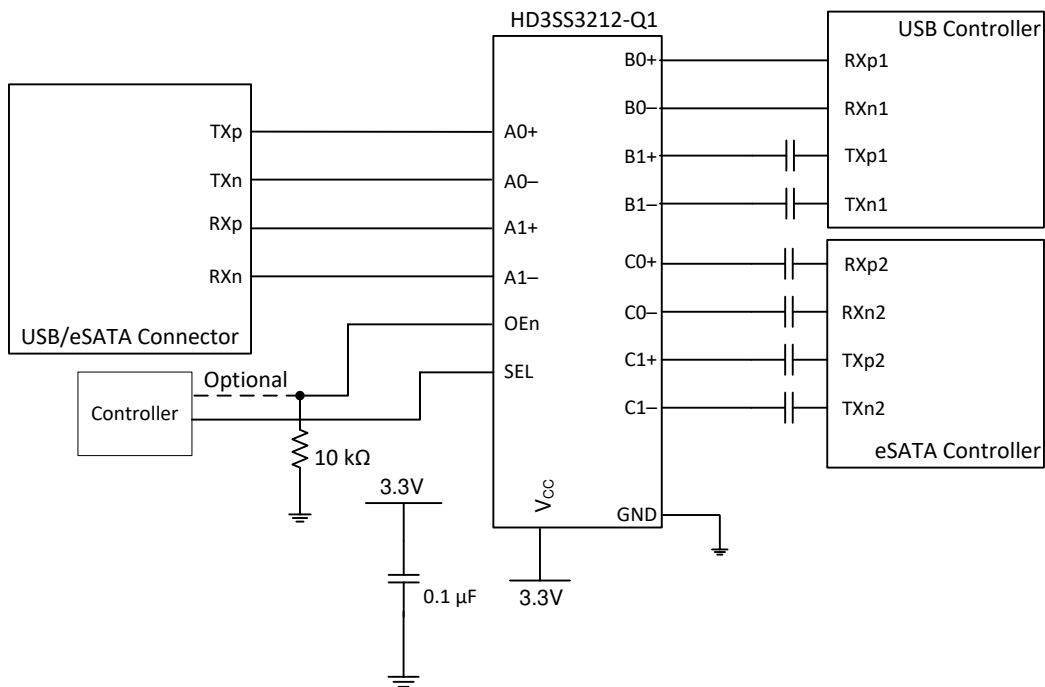 HD3SS3212-Q1
USB Controller
B0+
RXp1
B0–
RXn1
TXp
A0+
B1+
TXp1
TXn
A0–
B1–
TXn1
RXp
A1+
C0+
RXp2
RXn
A1–
C0–
RXn2
USB/eSATA Connector
OEn
C1+
TXp2
Optional
SEL
C1–
TXn2
Controller
eSATA Controller
10 kΩ
3.3V
VCC
GND
0.1 µF
3.3V